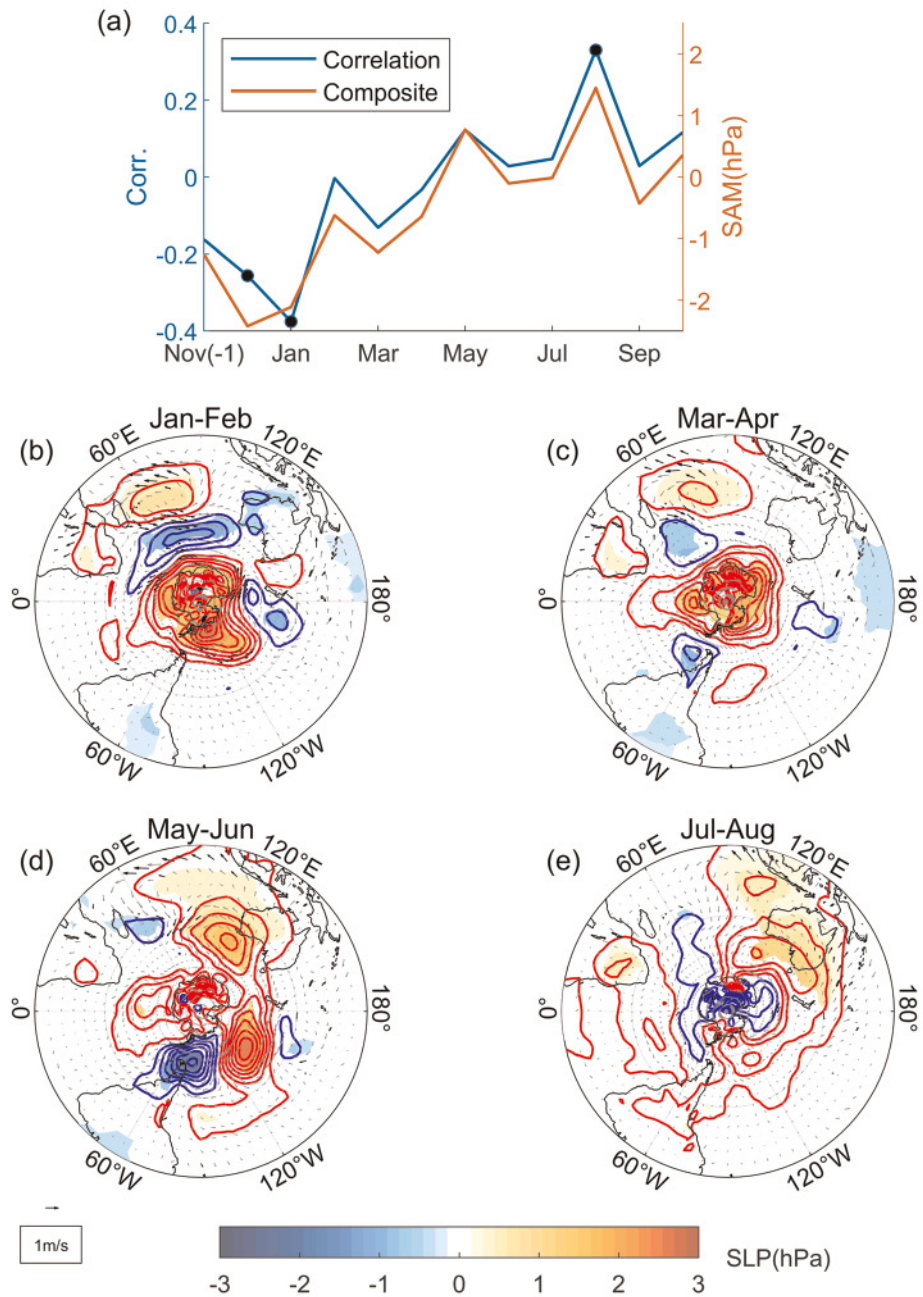 (a)
0.4
0.2
0
-0.2
-0.4
Corr.
Correlation
Composite
2
1
0
-1
-2
SAM(hPa)
Nov(-1) Jan Mar May Jul Sep
(b)
Jan-Feb
60°E
120°E
0°
180°
60°W
120°W
(c)
Mar-Apr
60°E
120°E
0°
180°
60°W
120°W
(d)
May-Jun
60°E
120°E
0°
180°
60°W
120°W
(e)
Jul-Aug
60°E
120°E
0°
180°
60°W
120°W
1m/s
-3 -2 -1 0 1 2 3
SLP(hPa)